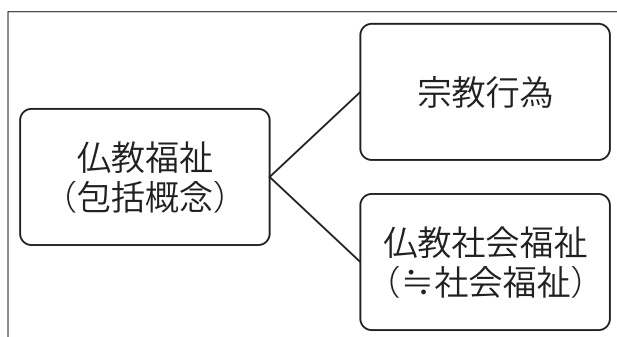 仏教福祉
（包括概念）
宗教行為
仏教社会福祉
（≒社会福祉）